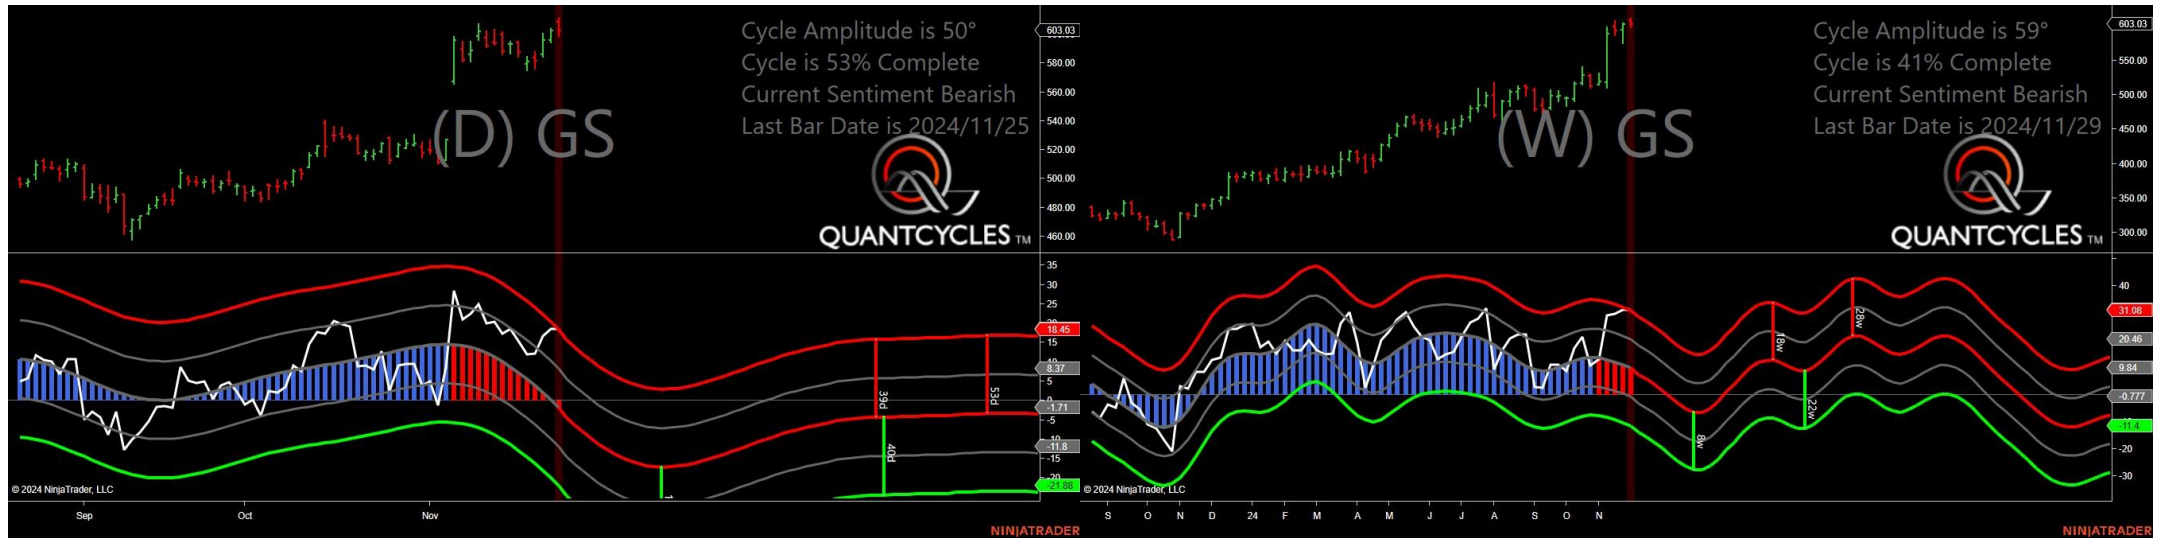 Cycle Amplitude is 50°
Cycle is 53% Complete
Current Sentiment Bearish
Last Bar Date is 2024/11/25
(D) GS
QUANTCYCLES TM
603.03
580.00
560.00
540.00
520.00
500.00
480.00
460.00
35
30
25
18.45
15
10
8.37
5
0
-1.71
-5
-11.8
-15
-21.88
39d
53d
40d
© 2024 NinjaTrader, LLC
Sep
Oct
Nov
NINJATRADER
Cycle Amplitude is 59°
Cycle is 41% Complete
Current Sentiment Bearish
Last Bar Date is 2024/11/29
(W) GS
QUANTCYCLES TM
603.03
550.00
500.00
450.00
400.00
350.00
300.00
40
31.08
20.46
9.84
-0.777
-11.4
-20
-30
18w
28w
8w
22w
© 2024 NinjaTrader, LLC
S
O
N
D
24
F
M
A
M
J
J
A
S
O
N
NINJATRADER